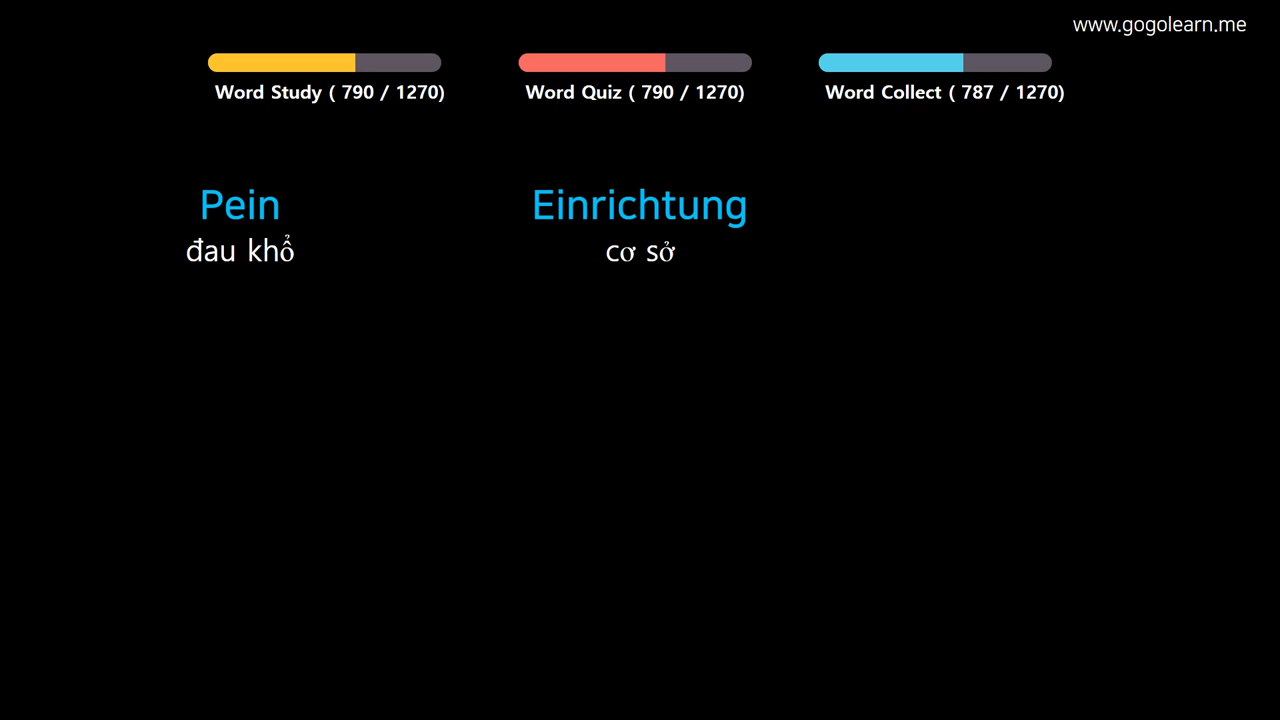 www.gogolearn.me
Word Study ( 790 / 1270)
Word Quiz ( 790 / 1270)
Word Collect ( 787 / 1270)
Pein
đau khổ
Einrichtung
cơ sở